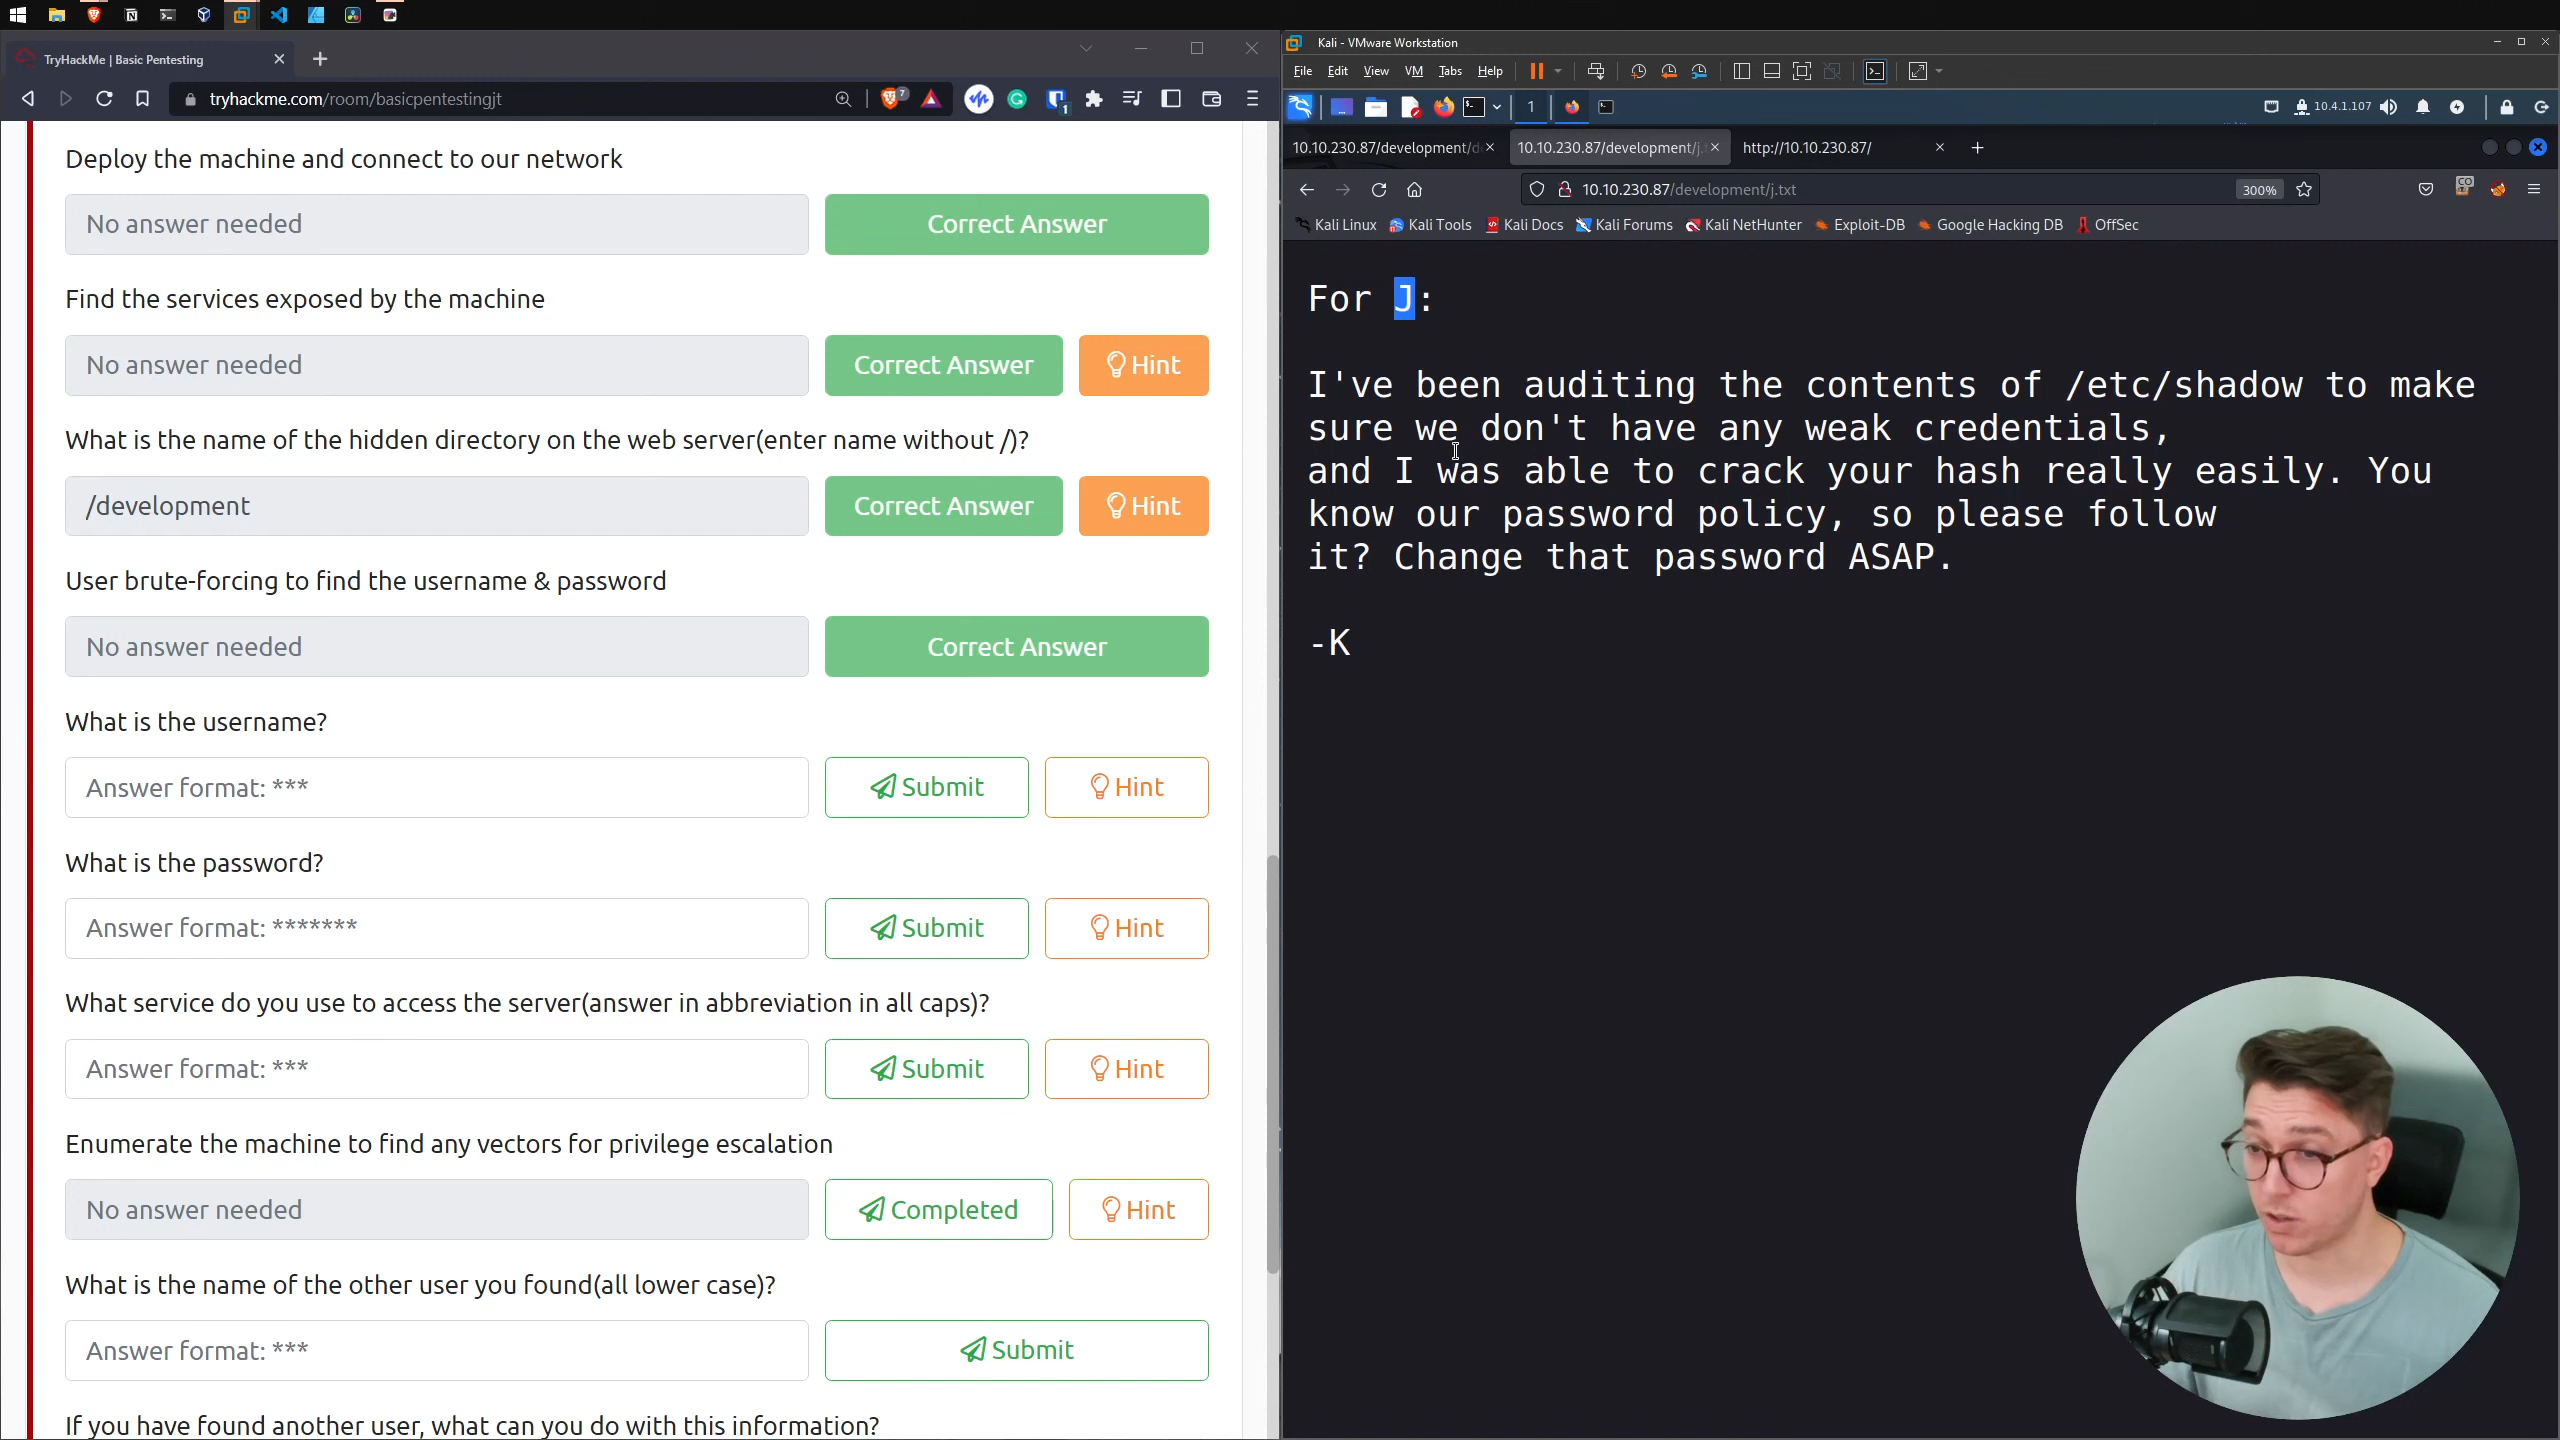 TryHackMe | Basic Pentesting
tryhackme.com/room/basicpentestingjt
7
1
Deploy the machine and connect to our network
No answer needed
Correct Answer
Find the services exposed by the machine
No answer needed
Correct Answer
Hint
What is the name of the hidden directory on the web server(enter name without /)?
/development
Correct Answer
Hint
User brute-forcing to find the username & password
No answer needed
Correct Answer
What is the username?
Answer format: ***
Submit
Hint
What is the password?
Answer format: *******
Submit
Hint
What service do you use to access the server(answer in abbreviation in all caps)?
Answer format: ***
Submit
Hint
Enumerate the machine to find any vectors for privilege escalation
No answer needed
Completed
Hint
What is the name of the other user you found(all lower case)?
Answer format: ***
Submit
If you have found another user, what can you do with this information?
Kali - VMware Workstation
File Edit View VM Tabs Help
1
10.4.1.107
10.10.230.87/development/d
10.10.230.87/development/j.
http://10.10.230.87/
10.10.230.87/development/j.txt
300%
Kali Linux Kali Tools Kali Docs Kali Forums Kali NetHunter Exploit-DB Google Hacking DB OffSec
For J:
I've been auditing the contents of /etc/shadow to make
sure we don't have any weak credentials,
and I was able to crack your hash really easily. You
know our password policy, so please follow
it? Change that password ASAP.
-K